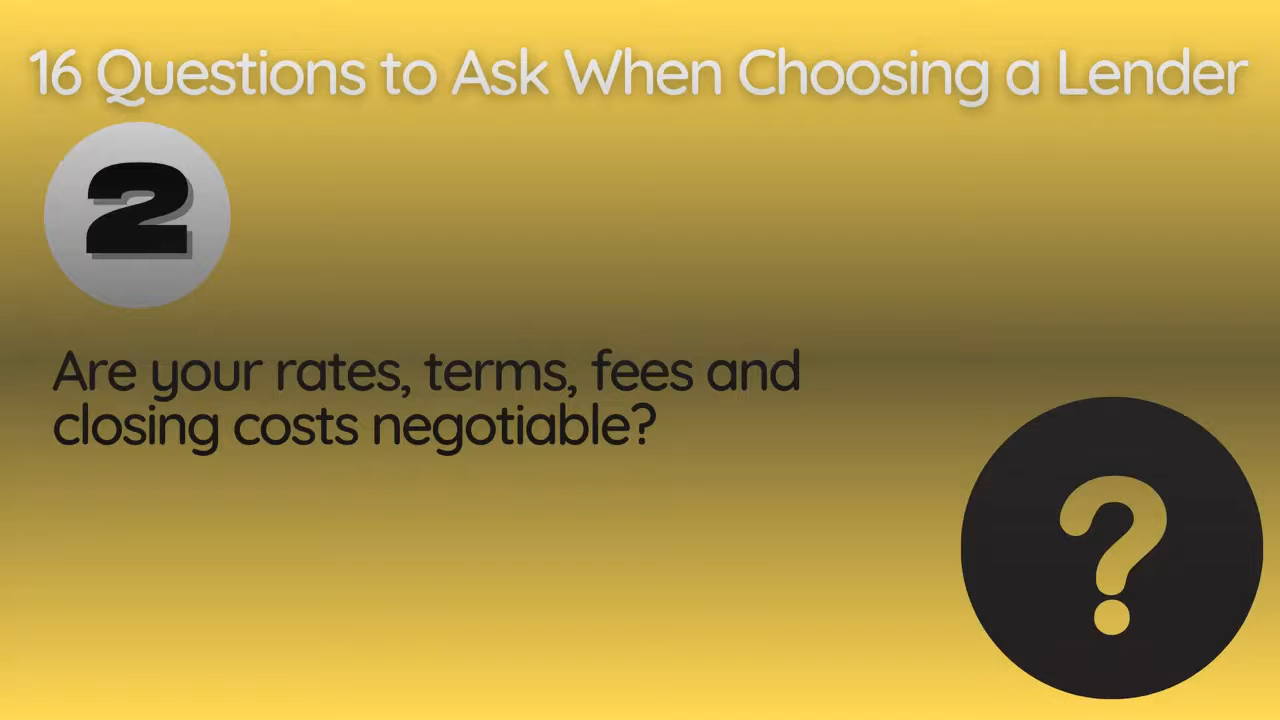 16 Questions to Ask When Choosing a Lender
2
Are your rates, terms, fees and
closing costs negotiable?
?